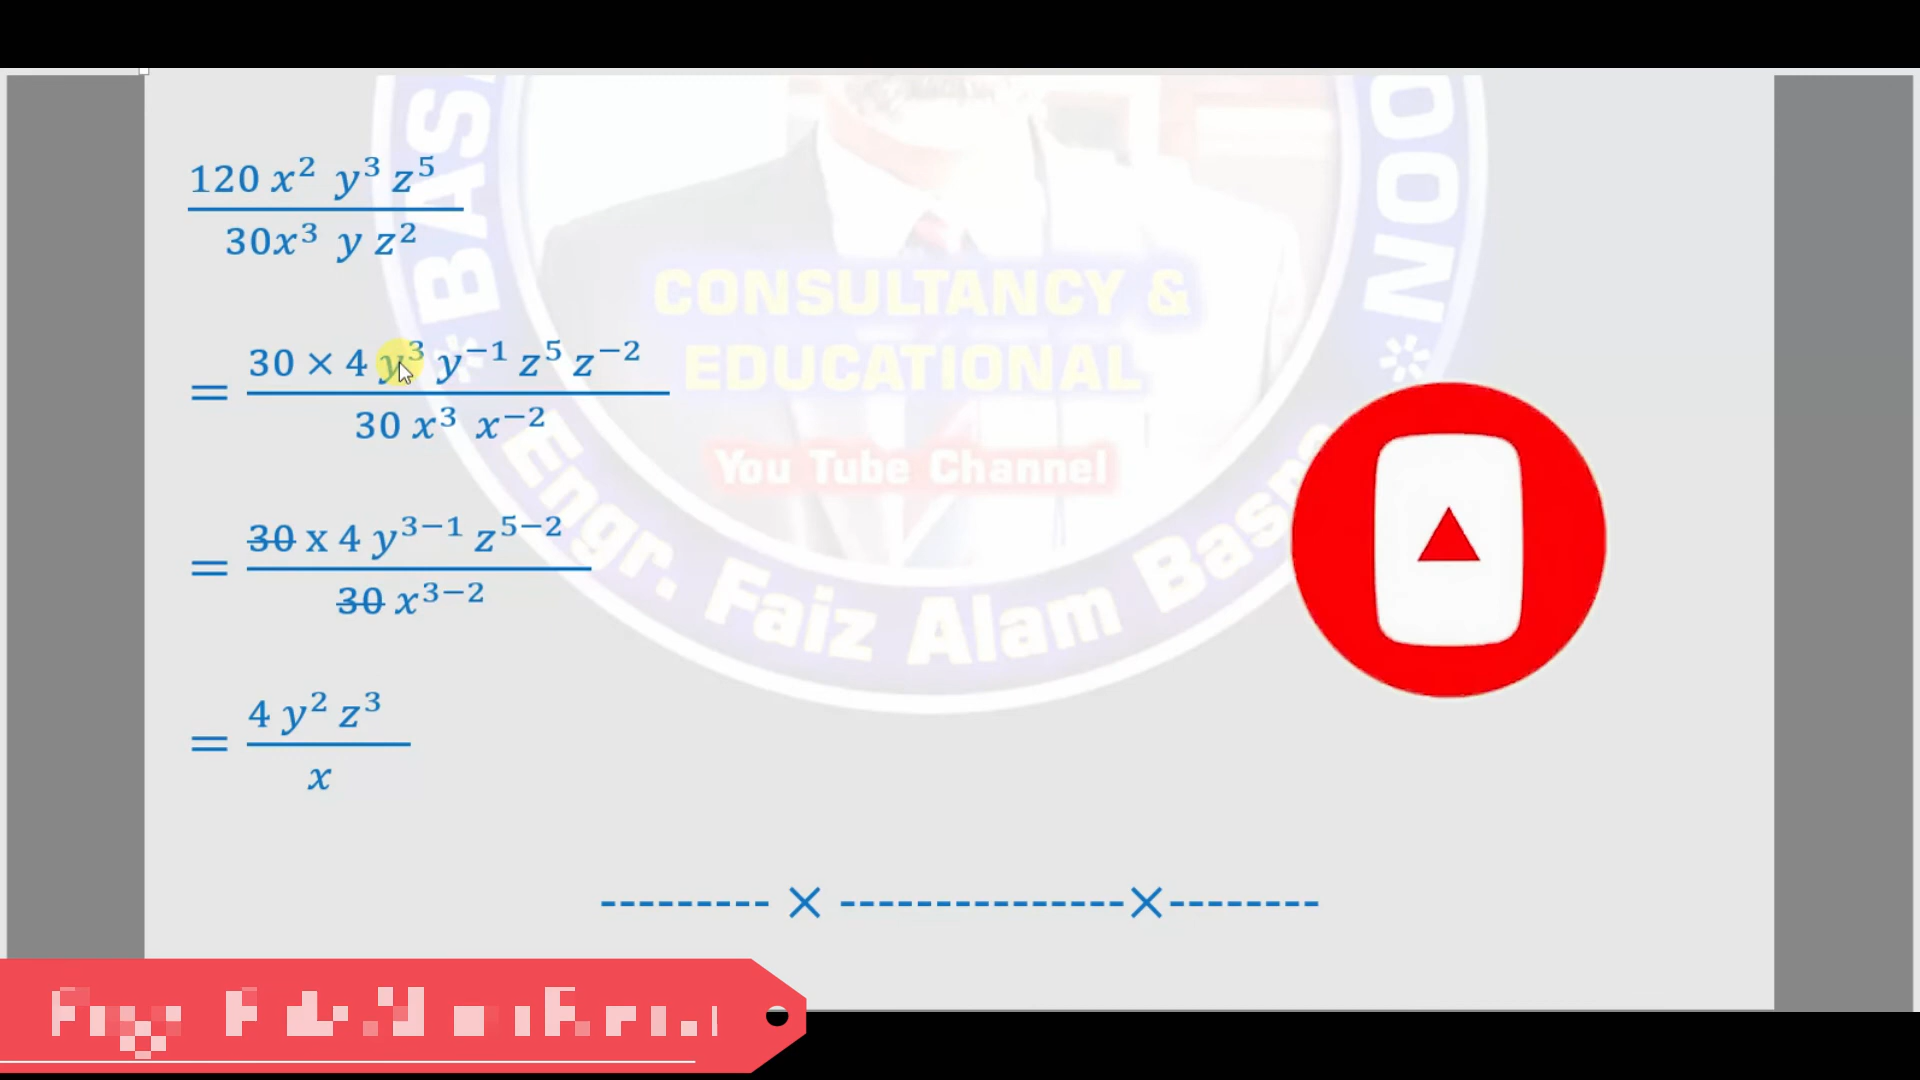 120 x² y³ z⁵
30x³ y z²
= 30 × 4 y³ y⁻¹ z⁵ z⁻²
30 x³ x⁻²
= 30 x 4 y³⁻¹ z⁵⁻²
30 x³⁻²
= 4 y² z³
x
--------- × ---------------×--------
CONSULTANCY &
EDUCATIONAL
You Tube Channel
Engr. Faiz Alam